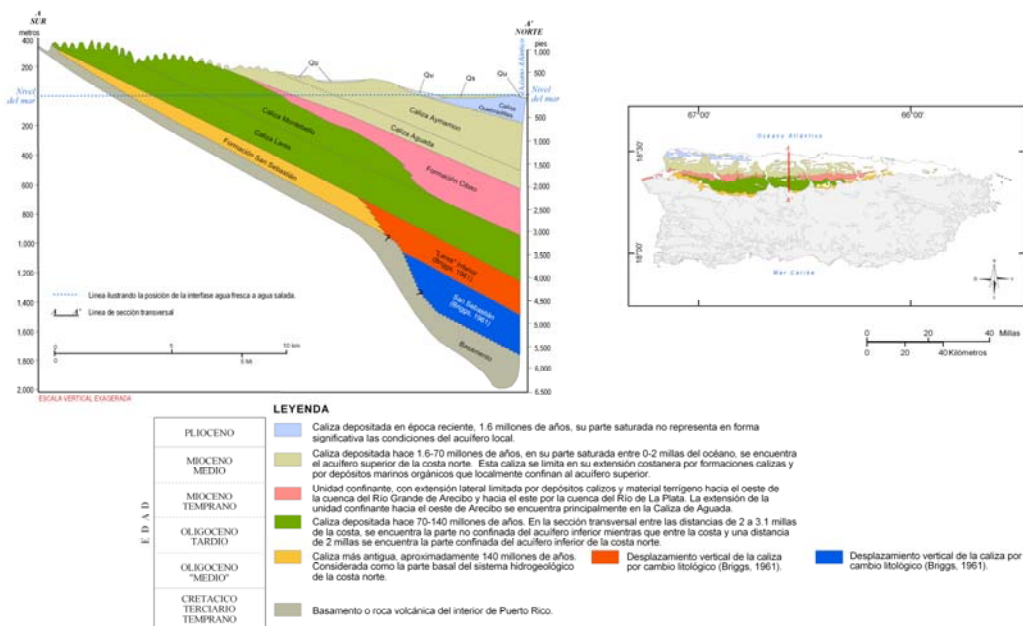 A
SUR
metros
400
200
Nivel
del mar
200
400
600
800
1,000
1,200
1,400
1,600
1,800
2,000
A'
NORTE
pies
1,000
500
Océano Atlántico
Nivel
del mar
500
1,000
1,500
2,000
2,500
3,000
3,500
4,000
4,500
5,000
5,500
6,500
Qu
Qu
Qs
Qu
Caliza
Quebradillas
Caliza Aymamon
Caliza Aguada
Formación Cibao
Caliza Montebello
Caliza Lares
Formación San Sebastián
"Lares" Inferior
(Briggs, 1961)
San Sebastián
(Briggs, 1961)
Basamento
Linea ilustrando la posición de la interfase agua fresca a agua salada.
A A' Linea de sección transversal
0 5 10 km
0 5 Mi
ESCALA VERTICAL EXAGERADA
67°00' 66°00'
Océano Atlántico
18°30'
18°00'
Mar Caribe
0 20 40 Millas
0 20 40 Kilómetros
LEYENDA
EDAD
PLIOCENO
Caliza depositada en época reciente, 1.6 millones de años, su parte saturada no representa en forma
significativa las condiciones del acuífero local.
MIOCENO
MEDIO
Caliza depositada hace 1.6-70 millones de años, en su parte saturada entre 0-2 millas del océano, se encuentra
el acuífero superior de la costa norte. Esta caliza se limita en su extensión costanera por formaciones calizas y
por depósitos marinos orgánicos que localmente confinan al acuífero superior.
MIOCENO
TEMPRANO
Unidad confinante, con extensión lateral limitada por depósitos calizos y material terrígeno hacia el oeste de
la cuenca del Río Grande de Arecibo y hacia el este por la cuenca del Río de La Plata. La extensión de la
unidad confinante hacia el oeste de Arecibo se encuentra principalmente en la Caliza de Aguada.
OLIGOCENO
TARDIO
Caliza depositada hace 70-140 millones de años. En la sección transversal entre las distancias de 2 a 3.1 millas
de la costa, se encuentra la parte no confinada del acuífero inferior mientras que entre la costa y una distancia
de 2 millas se encuentra la parte confinada del acuífero inferior de la costa norte.
OLIGOCENO
"MEDIO"
Caliza más antigua, aproximadamente 140 millones de años.
Considerada como la parte basal del sistema hidrogeológico
de la costa norte.
Desplazamiento vertical de la caliza
por cambio litológico (Briggs, 1961).
Desplazamiento vertical de la caliza por
cambio litológico (Briggs, 1961).
CRETACICO
TERCIARIO
TEMPRANO
Basamento o roca volcánica del interior de Puerto Rico.